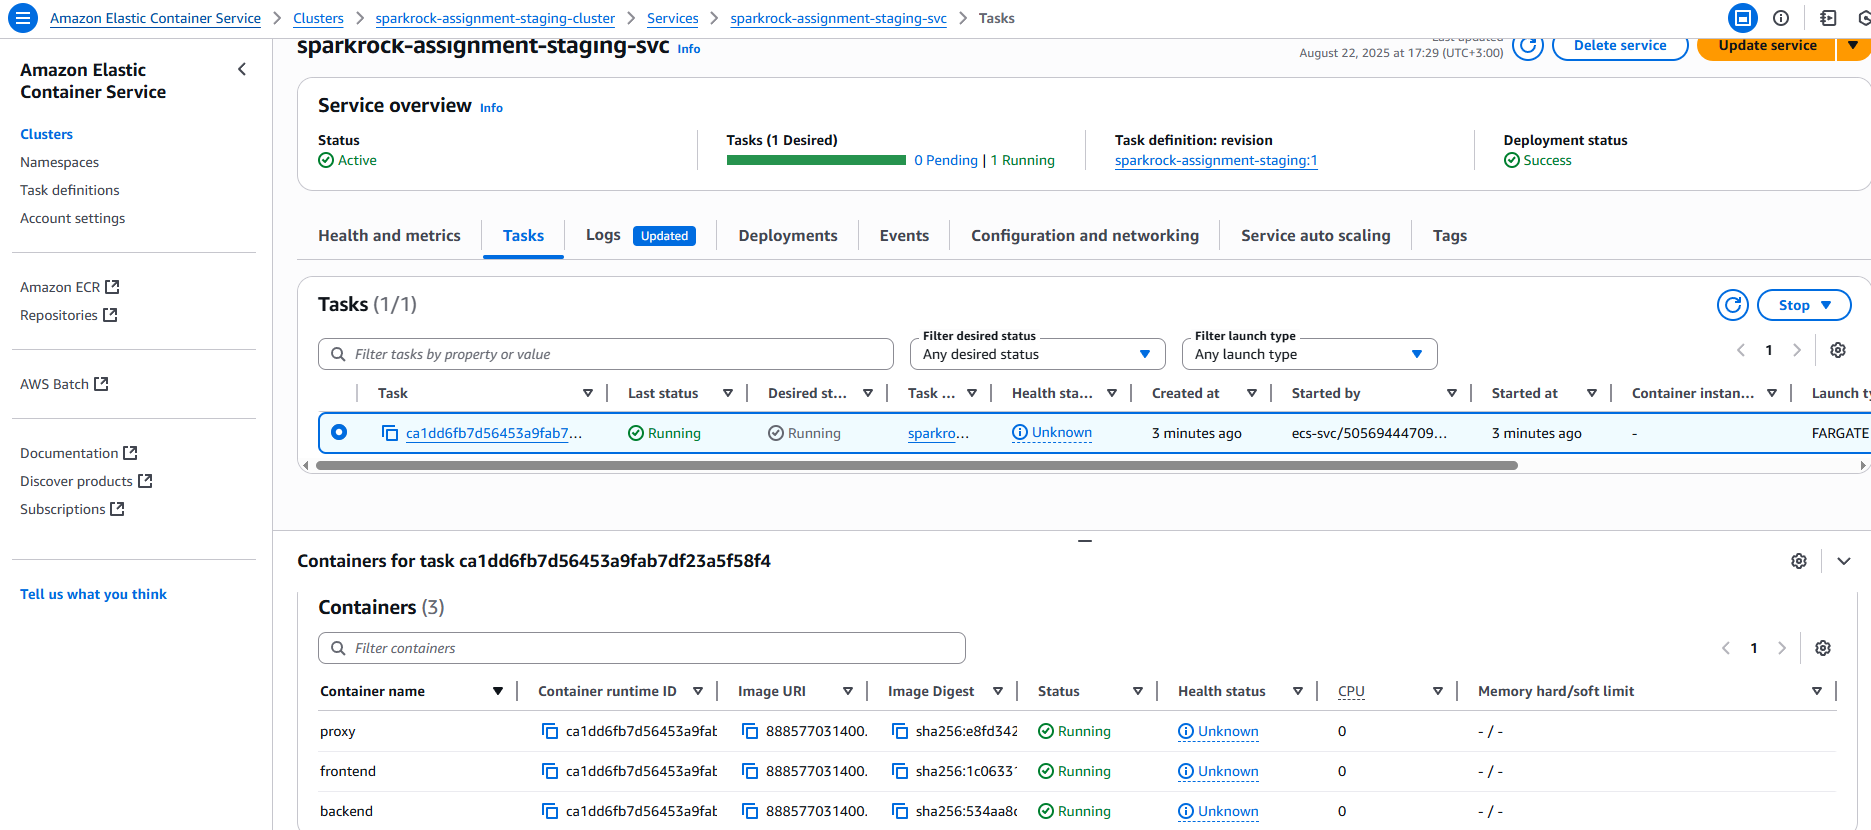 Amazon Elastic Container Service > Clusters > sparkrock-assignment-staging-cluster > Services > sparkrock-assignment-staging-svc > Tasks
Amazon Elastic
Container Service
Clusters
Namespaces
Task definitions
Account settings
Amazon ECR
Repositories
AWS Batch
Documentation
Discover products
Subscriptions
Tell us what you think
sparkrock-assignment-staging-svc Info
Last updated
August 22, 2025 at 17:29 (UTC+3:00)
Delete service
Update service
Service overview Info
Status
Active
Tasks (1 Desired)
0 Pending | 1 Running
Task definition: revision
sparkrock-assignment-staging:1
Deployment status
Success
Health and metrics Tasks Logs Updated Deployments Events Configuration and networking Service auto scaling Tags
Tasks (1/1)
Stop
Filter tasks by property or value
Filter desired status
Any desired status
Filter launch type
Any launch type
1
Task Last status Desired st... Task ... Health sta... Created at Started by Started at Container instan... Launch ty
ca1dd6fb7d56453a9fab7... Running Running sparkro... Unknown 3 minutes ago ecs-svc/50569444709... 3 minutes ago - FARGATE
Containers for task ca1dd6fb7d56453a9fab7df23a5f58f4
Containers (3)
Filter containers
1
Container name Container runtime ID Image URI Image Digest Status Health status CPU Memory hard/soft limit
proxy ca1dd6fb7d56453a9fab 888577031400. sha256:e8fd342 Running Unknown 0 - / -
frontend ca1dd6fb7d56453a9fab 888577031400. sha256:1c06331 Running Unknown 0 - / -
backend ca1dd6fb7d56453a9fab 888577031400. sha256:534aa8c Running Unknown 0 - / -